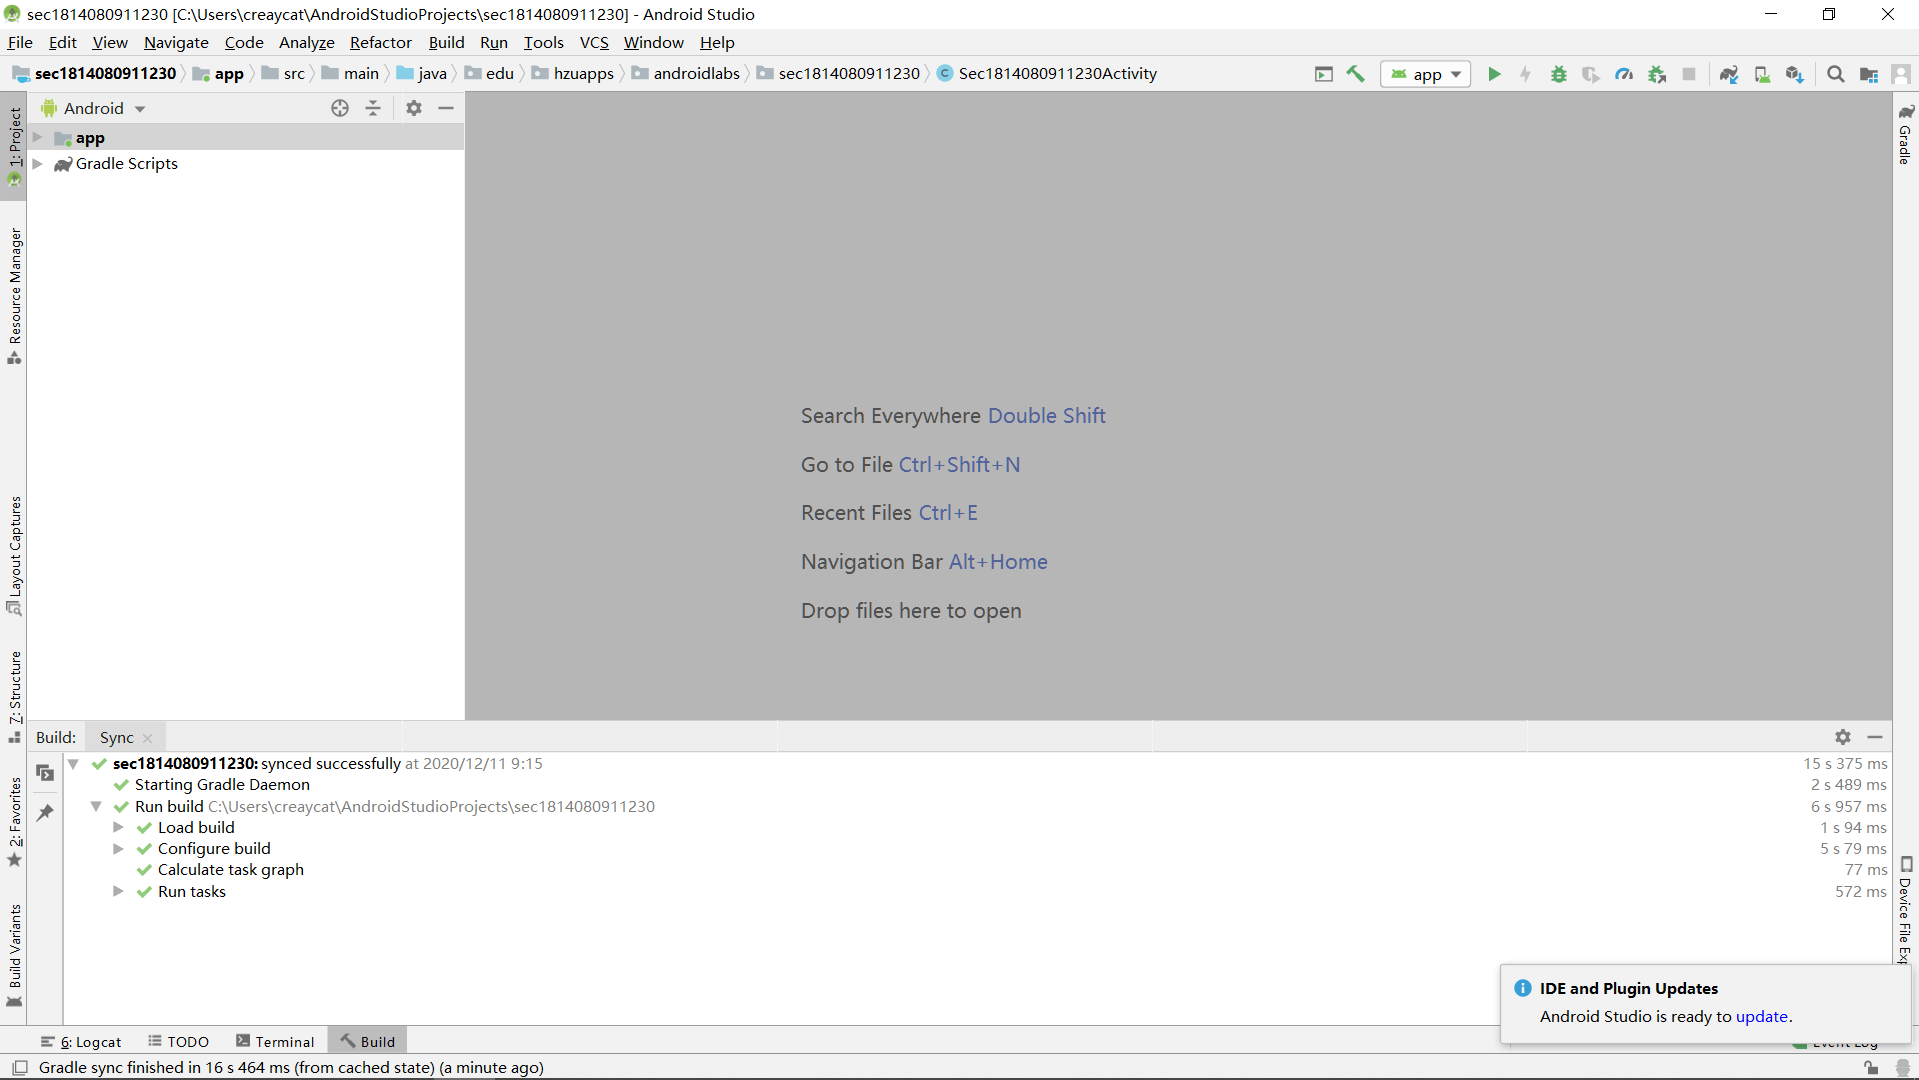 sec1814080911230 [C:\Users\creaycat\AndroidStudioProjects\sec1814080911230] - Android Studio
File Edit View Navigate Code Analyze Refactor Build Run Tools VCS Window Help
sec1814080911230 app src main java edu hzuapps androidlabs sec1814080911230 Sec1814080911230Activity app
1: Project
Resource Manager
Layout Captures
7: Structure
2: Favorites
Build Variants
Android
app
Gradle Scripts
Search Everywhere Double Shift
Go to File Ctrl+Shift+N
Recent Files Ctrl+E
Navigation Bar Alt+Home
Drop files here to open
Gradle
Device File Exp
Build: Sync
sec1814080911230: synced successfully at 2020/12/11 9:15 15 s 375 ms
Starting Gradle Daemon 2 s 489 ms
Run build C:\Users\creaycat\AndroidStudioProjects\sec1814080911230 6 s 957 ms
Load build 1 s 94 ms
Configure build 5 s 79 ms
Calculate task graph 77 ms
Run tasks 572 ms
IDE and Plugin Updates
Android Studio is ready to update.
6: Logcat TODO Terminal Build Event Log
Gradle sync finished in 16 s 464 ms (from cached state) (a minute ago)